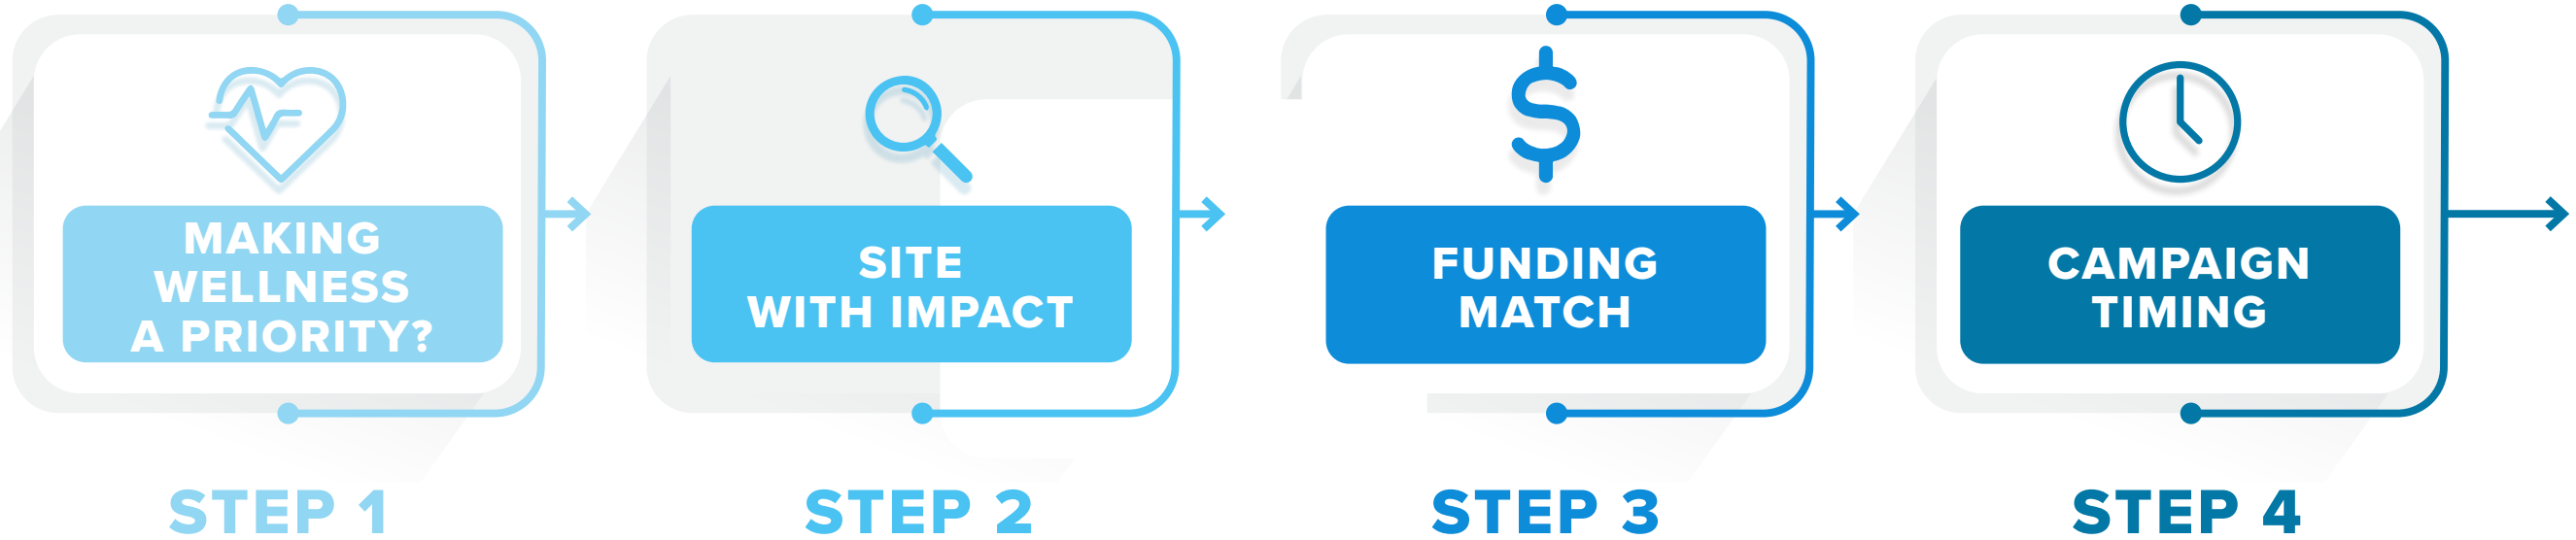 MAKING
WELLNESS
A PRIORITY?
STEP 1
SITE
WITH IMPACT
STEP 2
FUNDING
MATCH
STEP 3
CAMPAIGN
TIMING
STEP 4